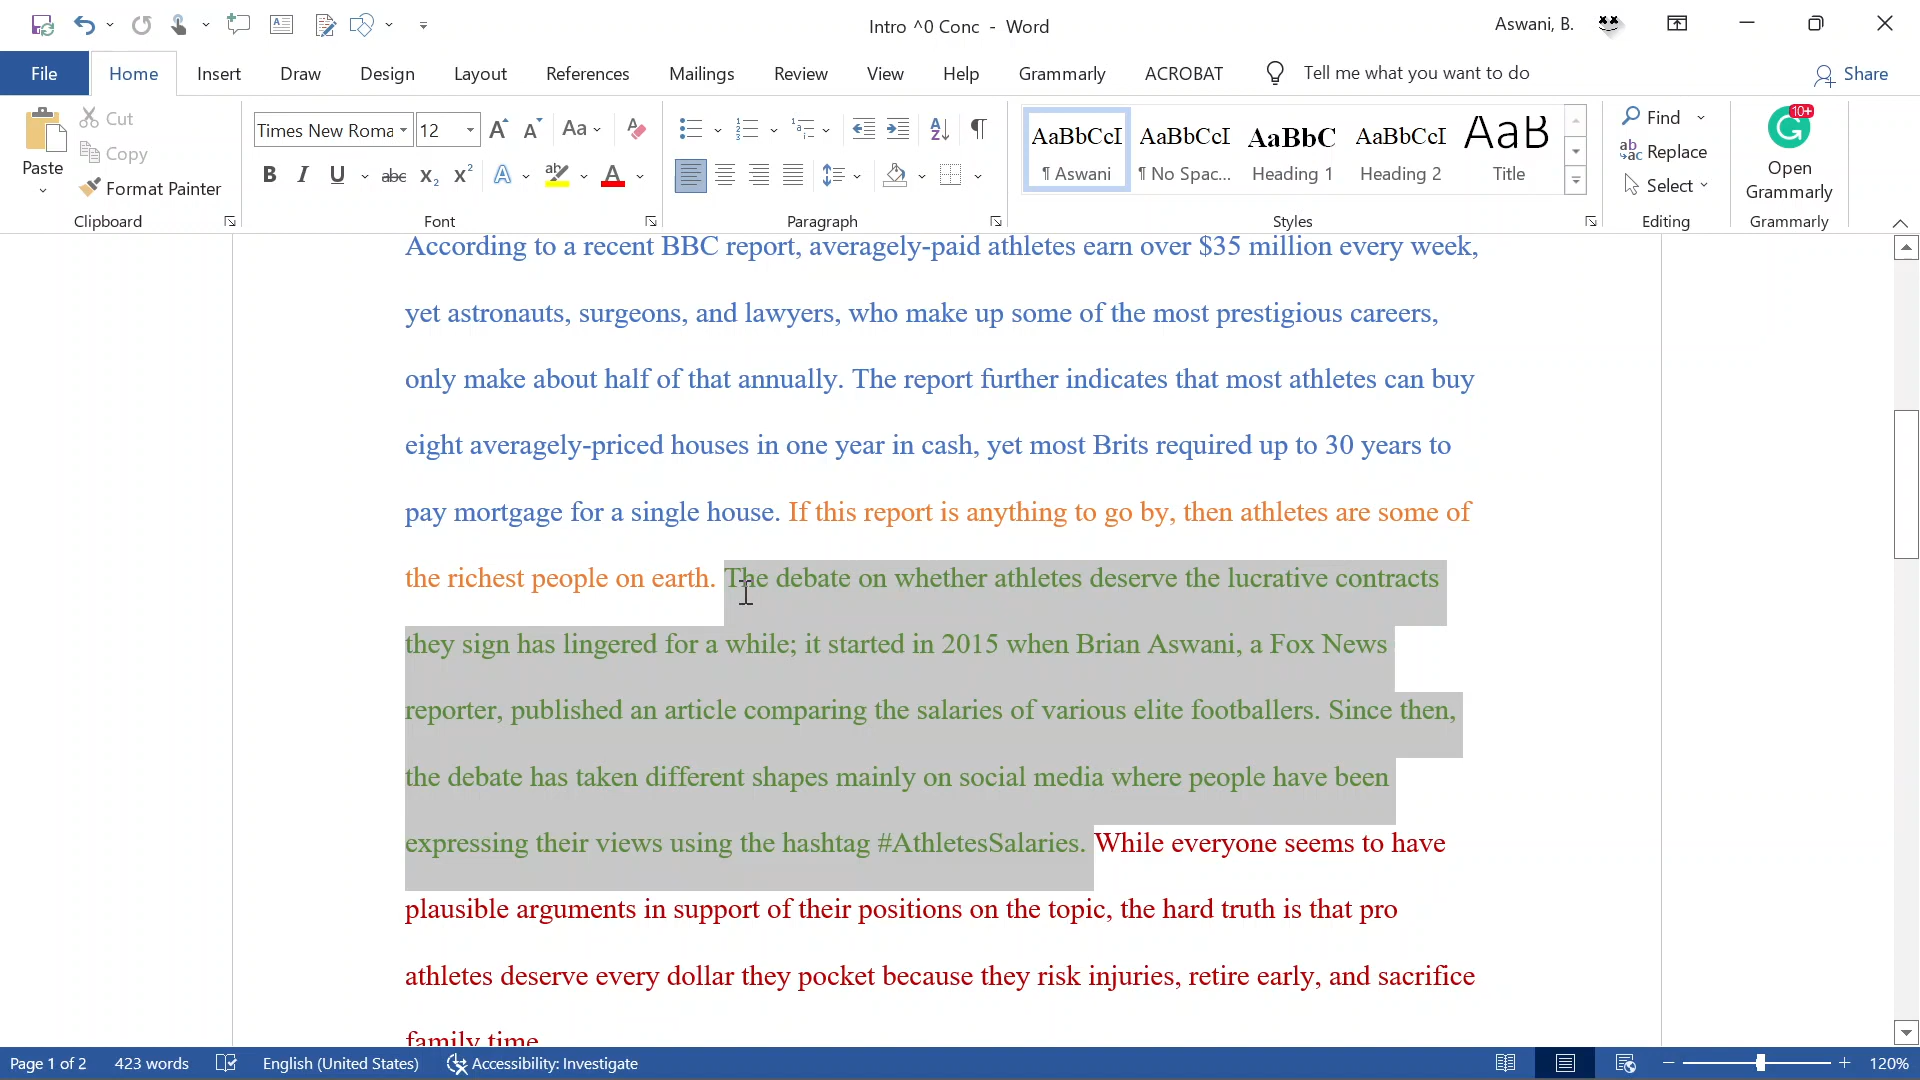 Intro ^0 Conc - Word
Aswani, B.
File Home Insert Draw Design Layout References Mailings Review View Help Grammarly ACROBAT Tell me what you want to do Share
Paste
Cut
Copy
Format Painter
Clipboard
Times New Roma 12
Font
Paragraph
AaBbCcI AaBbCcI AaBbC AaBbCcI AaB
¶ Aswani ¶ No Spac... Heading 1 Heading 2 Title
Styles
Find
Replace
Select
Editing
10+
Open
Grammarly
Grammarly
According to a recent BBC report, averagely-paid athletes earn over $35 million every week,
yet astronauts, surgeons, and lawyers, who make up some of the most prestigious careers,
only make about half of that annually. The report further indicates that most athletes can buy
eight averagely-priced houses in one year in cash, yet most Brits required up to 30 years to
pay mortgage for a single house. If this report is anything to go by, then athletes are some of
the richest people on earth. The debate on whether athletes deserve the lucrative contracts
they sign has lingered for a while; it started in 2015 when Brian Aswani, a Fox News
reporter, published an article comparing the salaries of various elite footballers. Since then,
the debate has taken different shapes mainly on social media where people have been
expressing their views using the hashtag #AthletesSalaries. While everyone seems to have
plausible arguments in support of their positions on the topic, the hard truth is that pro
athletes deserve every dollar they pocket because they risk injuries, retire early, and sacrifice
family time
Page 1 of 2 423 words English (United States) Accessibility: Investigate 120%